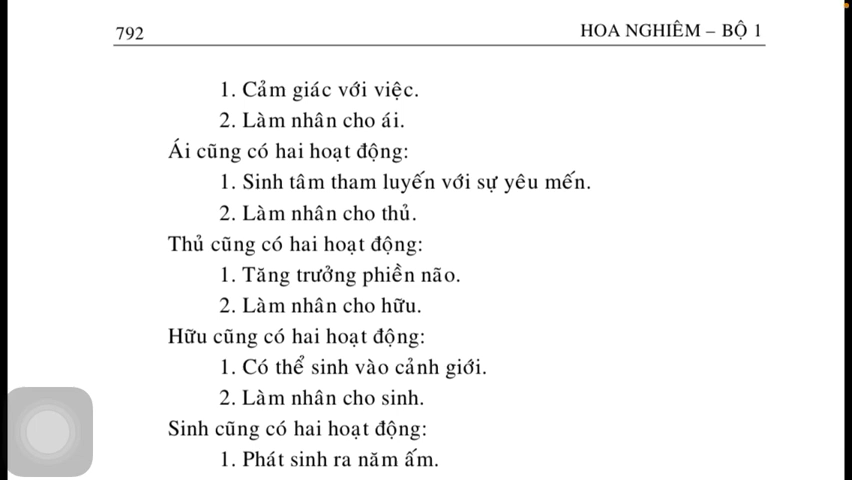 792
HOA NGHIÊM – BỘ 1
1. Cảm giác với việc.
2. Làm nhân cho ái.
Ái cũng có hai hoạt động:
1. Sinh tâm tham luyến với sự yêu mến.
2. Làm nhân cho thủ.
Thủ cũng có hai hoạt động:
1. Tăng trưởng phiền não.
2. Làm nhân cho hữu.
Hữu cũng có hai hoạt động:
1. Có thể sinh vào cảnh giới.
2. Làm nhân cho sinh.
Sinh cũng có hai hoạt động:
1. Phát sinh ra năm ấm.